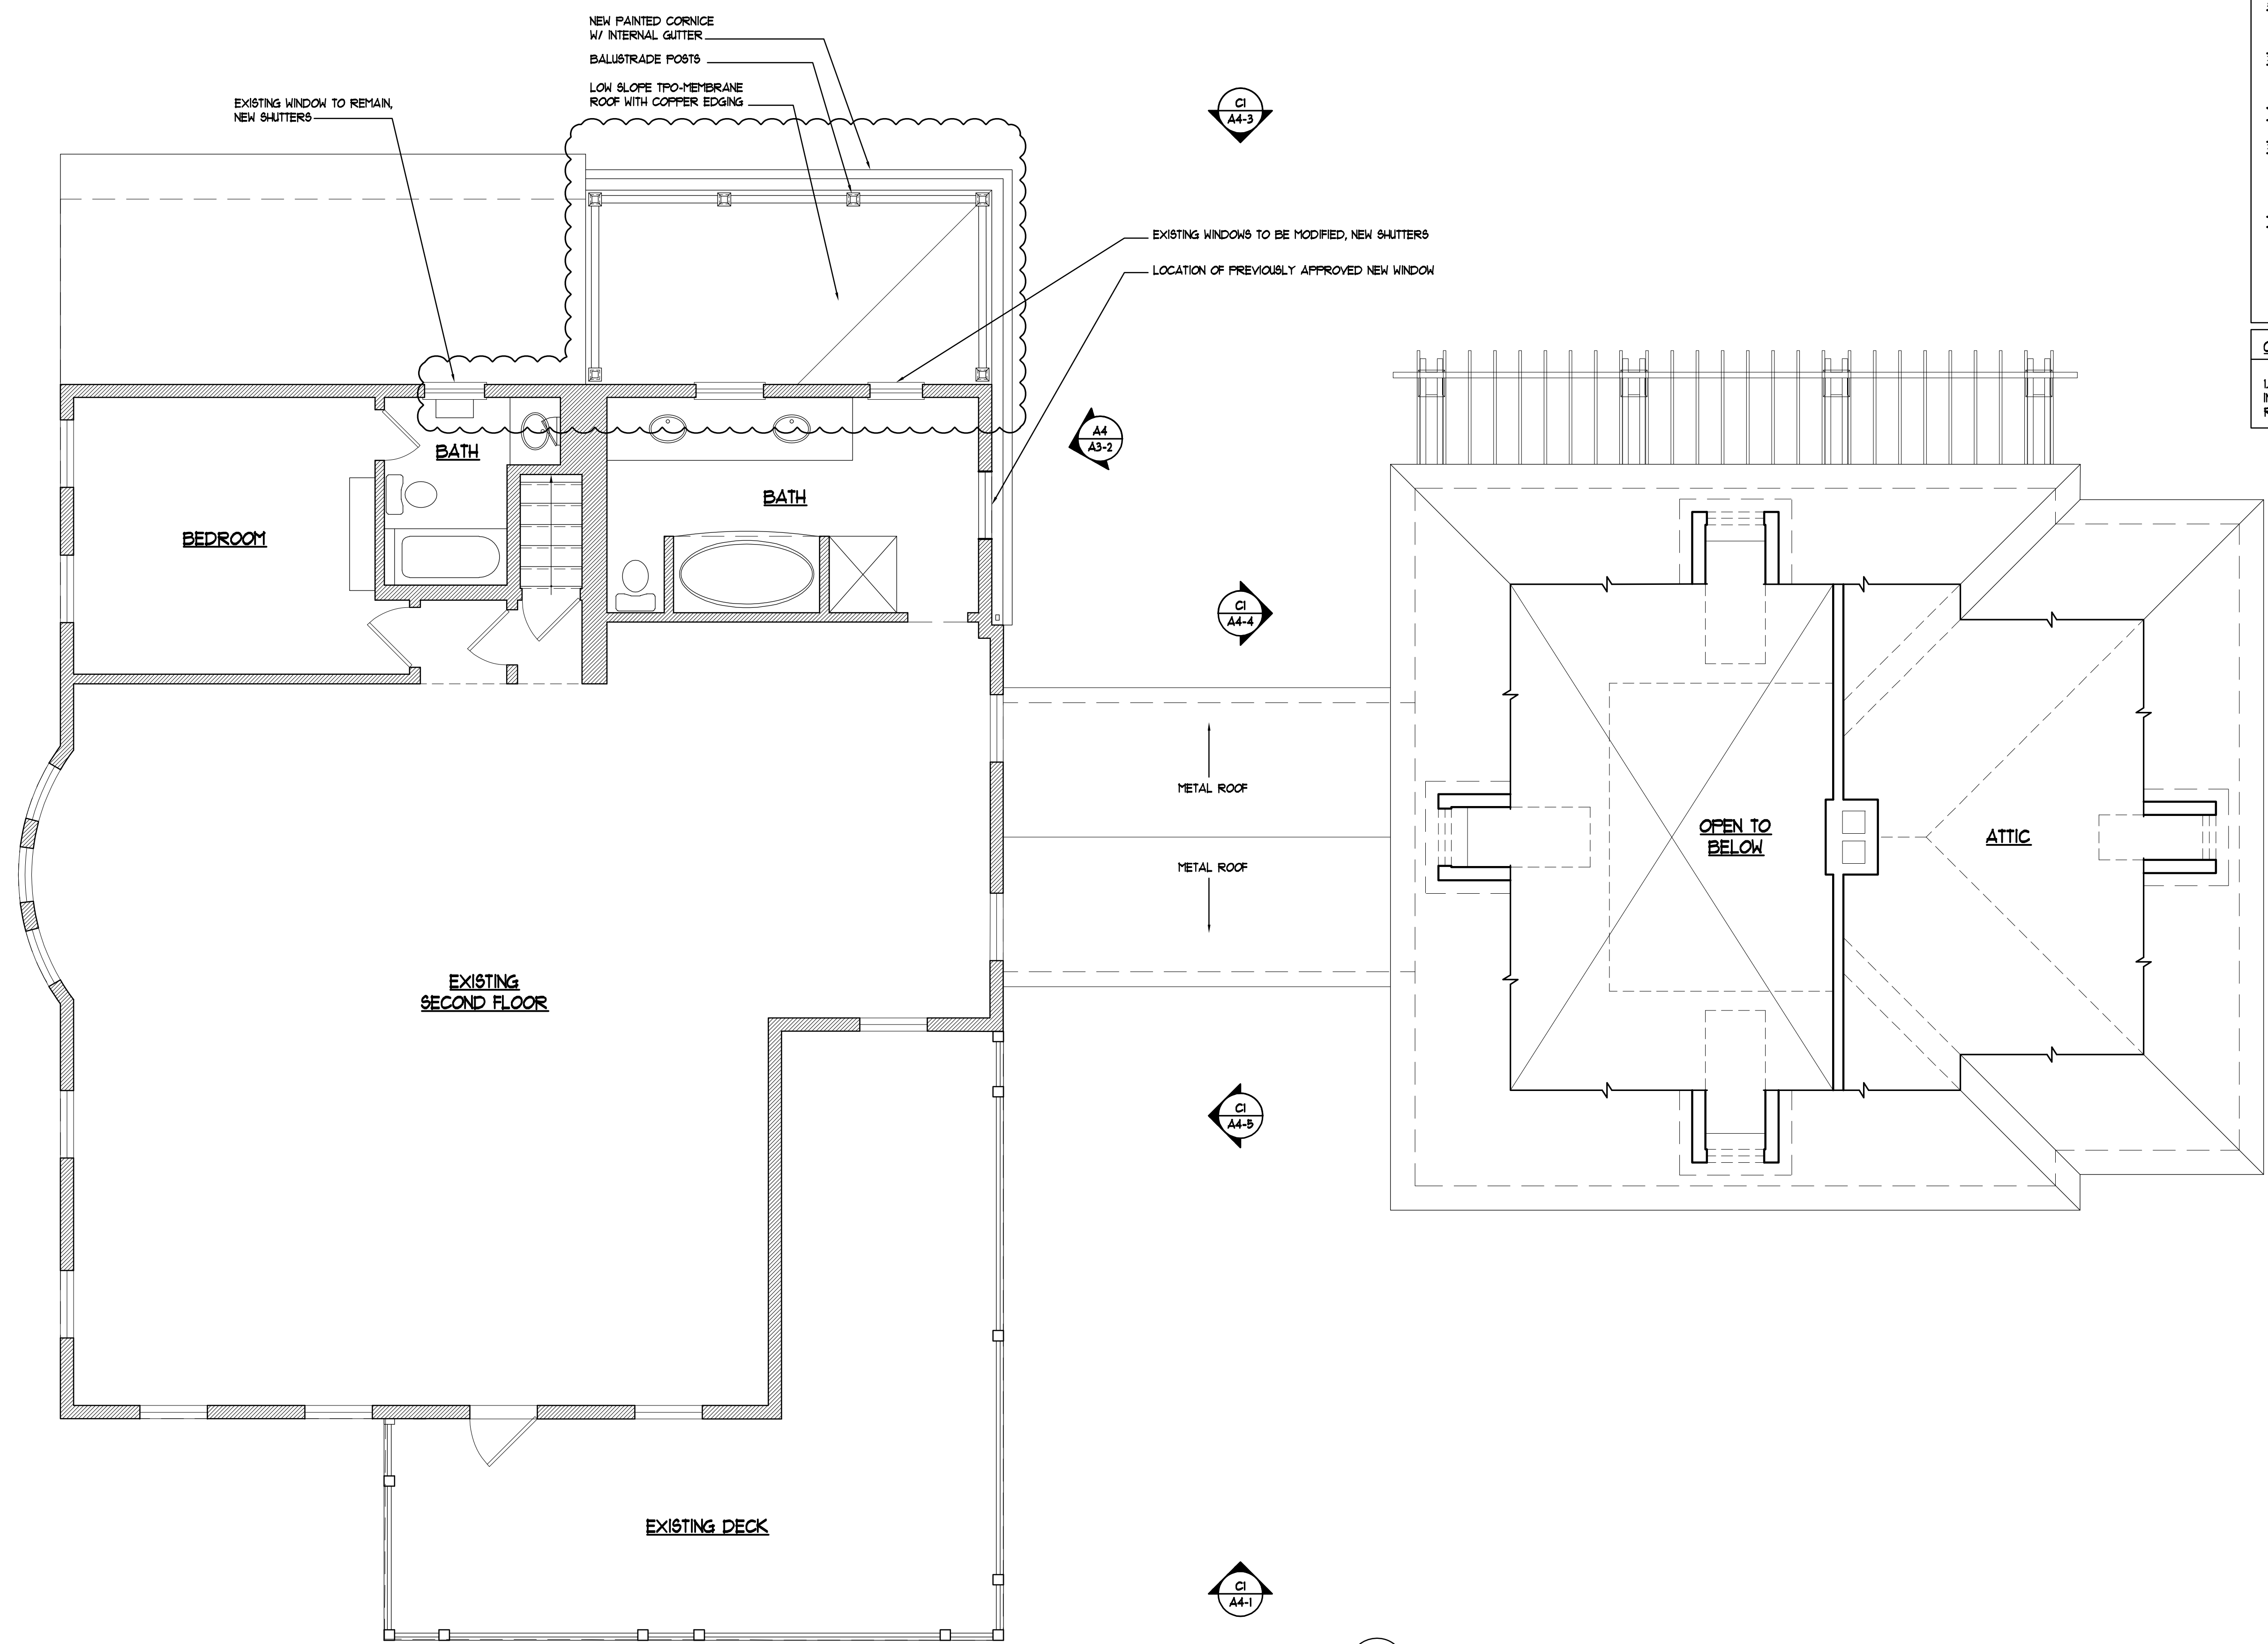 NEW PAINTED CORNICE
W/ INTERNAL GUTTER
BALUSTRADE POSTS
LOW SLOPE TPO-MEMBRANE
ROOF WITH COPPER EDGING
EXISTING WINDOW TO REMAIN,
NEW SHUTTERS
C1
A4-3
EXISTING WINDOWS TO BE MODIFIED, NEW SHUTTERS
LOCATION OF PREVIOUSLY APPROVED NEW WINDOW
A4
A3-2
BATH
BATH
BEDROOM
C1
A4-4
METAL ROOF
METAL ROOF
OPEN TO
BELOW
ATTIC
EXISTING
SECOND FLOOR
C1
A4-5
EXISTING DECK
C1
A4-1